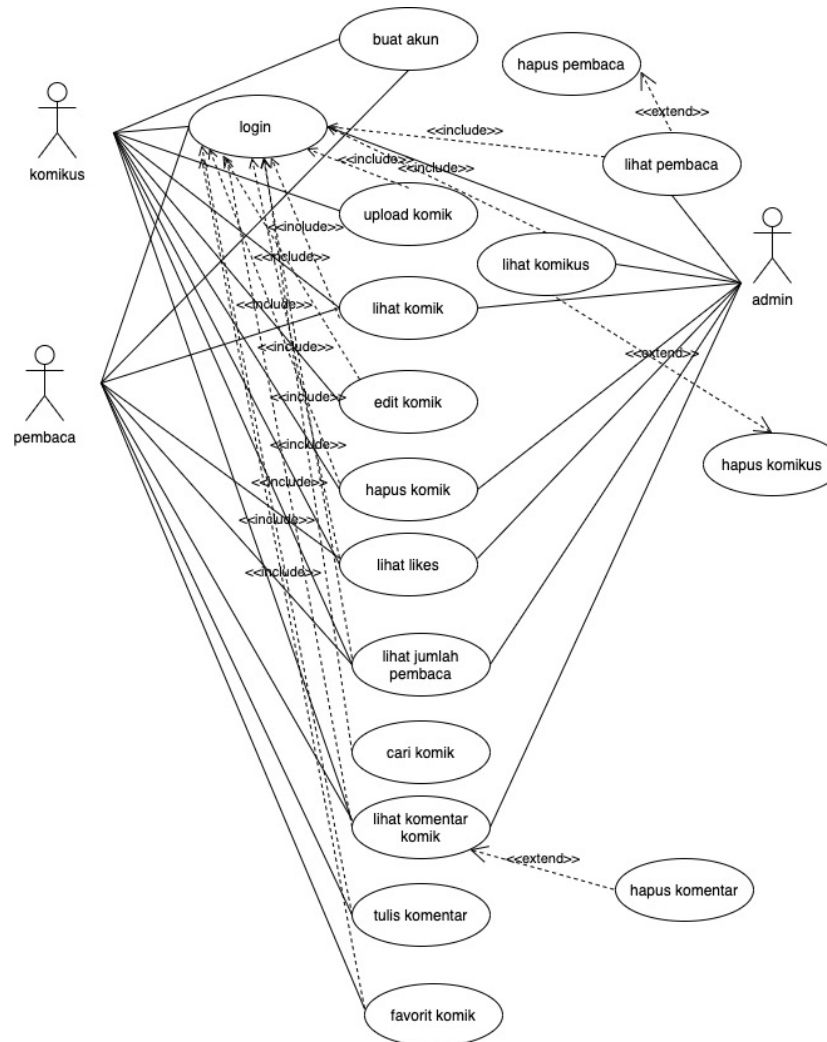 buat akun
hapus pembaca
<<extend>>
login
<<include>>
lihat pembaca
komikus
<<include>>
<<include>>
upload komik
<<include>>
lihat komikus
<<include>>
admin
<<include>>
lihat komik
<<include>>
<<extend>>
pembaca
<<include>>
edit komik
<<include>>
hapus komikus
<<include>>
hapus komik
<<include>>
<<include>>
lihat likes
<<include>>
lihat jumlah
pembaca
cari komik
lihat komentar
komik
<<extend>>
hapus komentar
tulis komentar
favorit komik